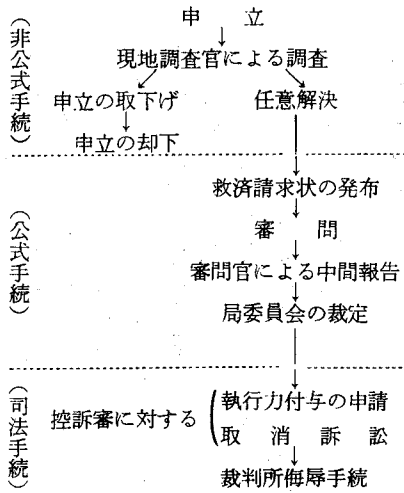 （非公式手続）
申立
現地調査官による調査
申立の取下げ
任意解決
申立の却下
（公式手続）
救済請求状の発布
審問
審問官による中間報告
局委員会の裁定
（司法手続）
控訴審に対する
執行力付与の申請
取消訴訟
裁判所侮辱手続